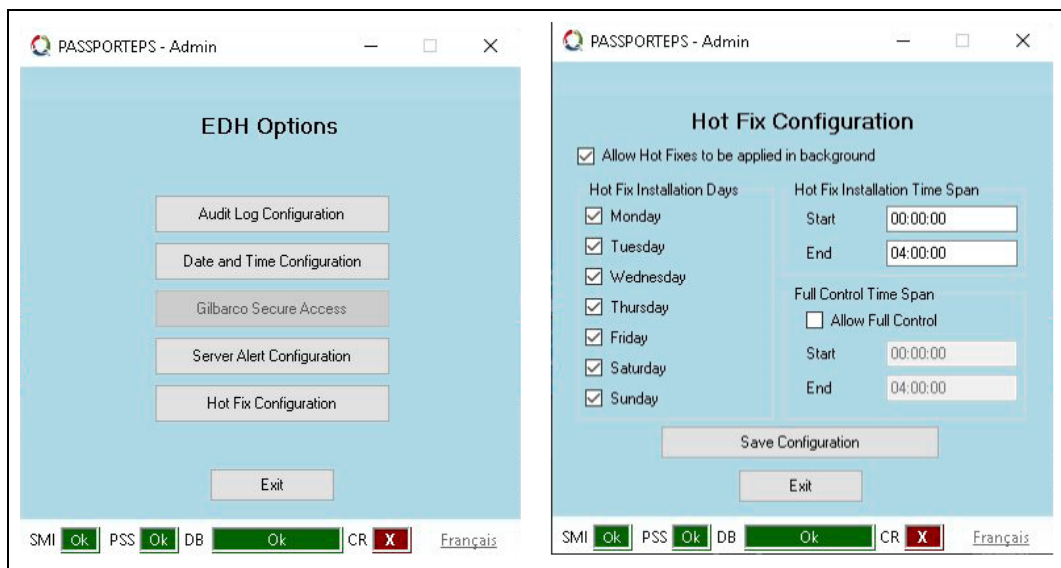 PASSPORTEPS - Admin
EDH Options
Audit Log Configuration
Date and Time Configuration
Gilbarco Secure Access
Server Alert Configuration
Hot Fix Configuration
Exit
SMI Ok PSS Ok DB Ok CR X Français
PASSPORTEPS - Admin
Hot Fix Configuration
Allow Hot Fixes to be applied in background
Hot Fix Installation Days
Monday
Tuesday
Wednesday
Thursday
Friday
Saturday
Sunday
Hot Fix Installation Time Span
Start 00:00:00
End 04:00:00
Full Control Time Span
Allow Full Control
Start 00:00:00
End 04:00:00
Save Configuration
Exit
SMI Ok PSS Ok DB Ok CR X Français